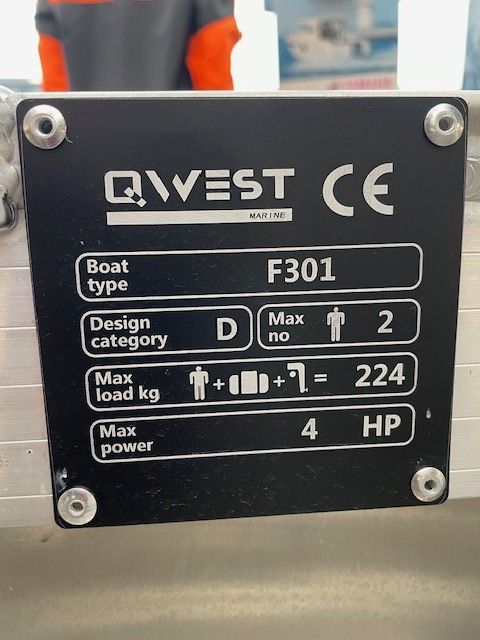 QWEST CE
MARINE
Boat type F301
Design category D
Max no 2
Max load kg + + = 224
Max power 4 HP